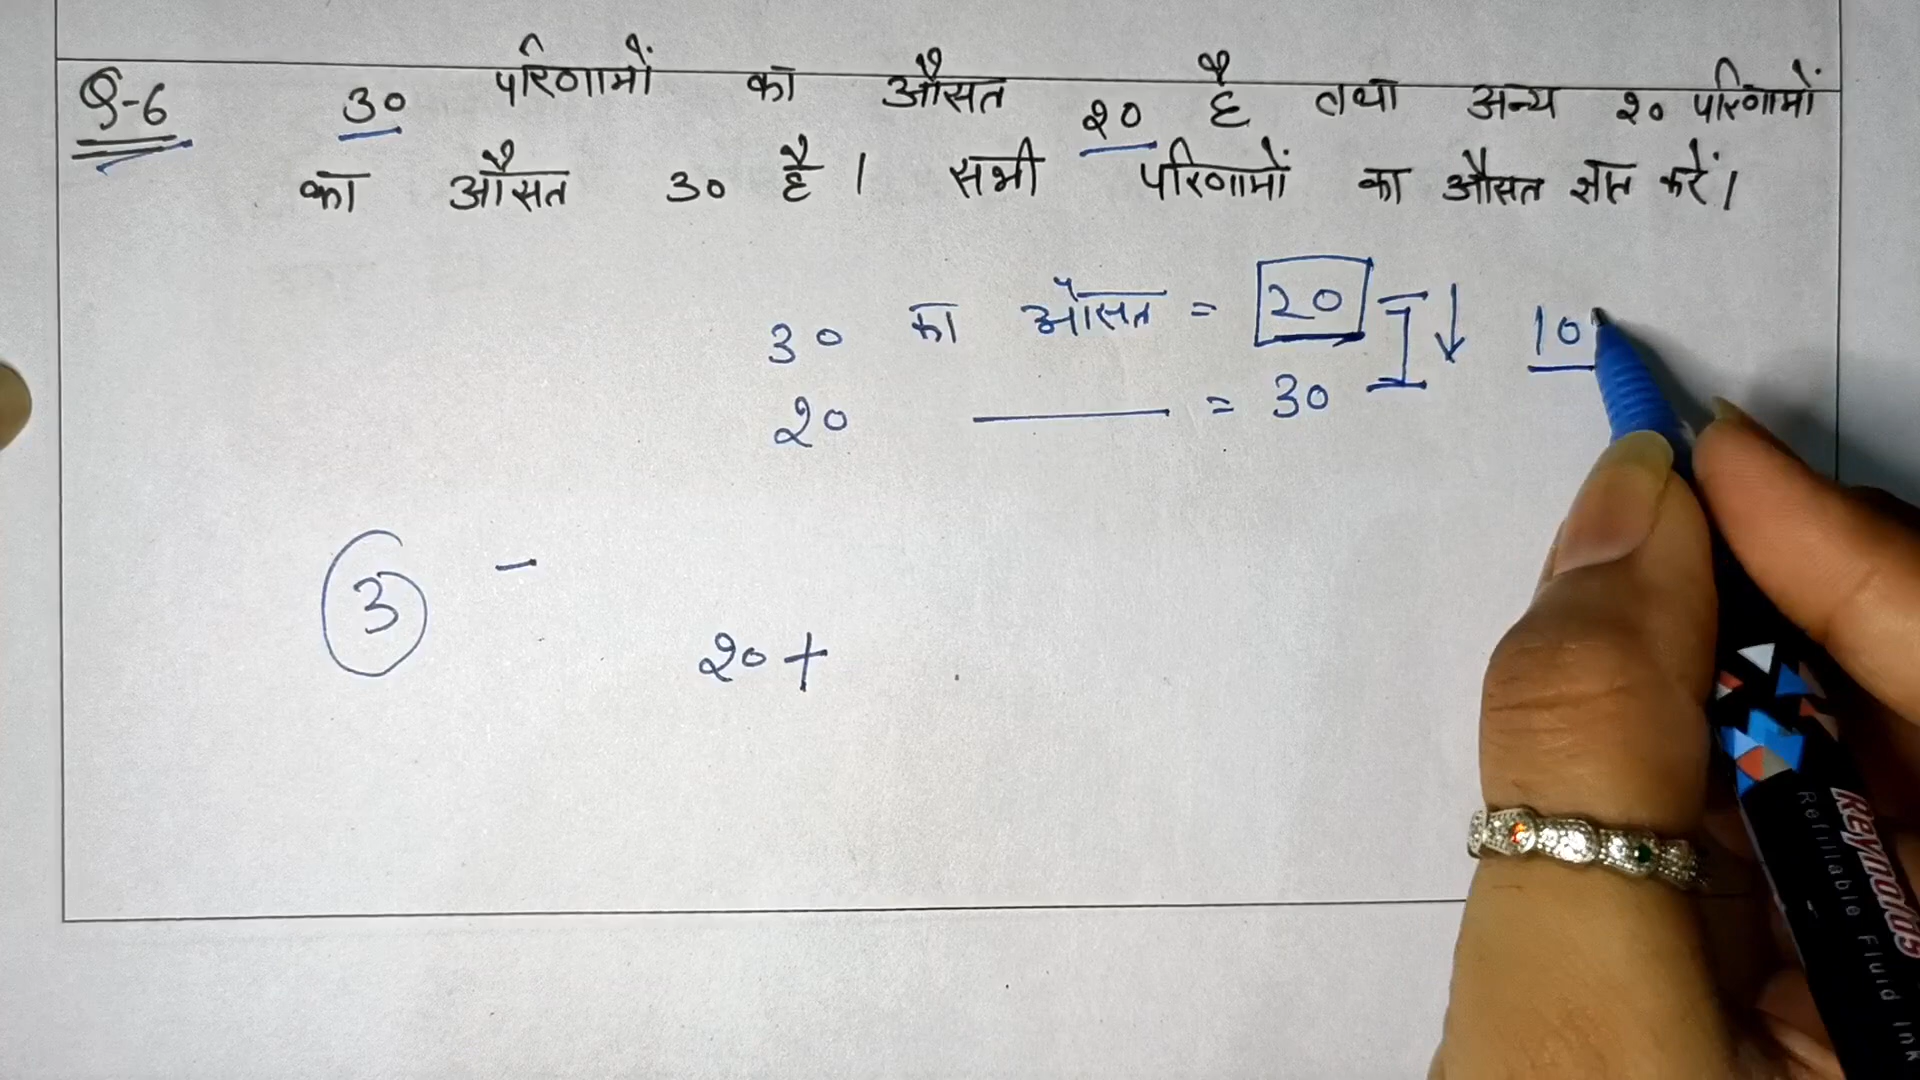 Q-6 30 परिणामों का औसत 20 है तथा अन्य 20 परिणामों
का औसत 30 है। सभी परिणामों का औसत ज्ञात करें।
30 का औसत = 20 10
20 = 30
3 -
20 +
REYNOLDS
Refillable Fluid Ink